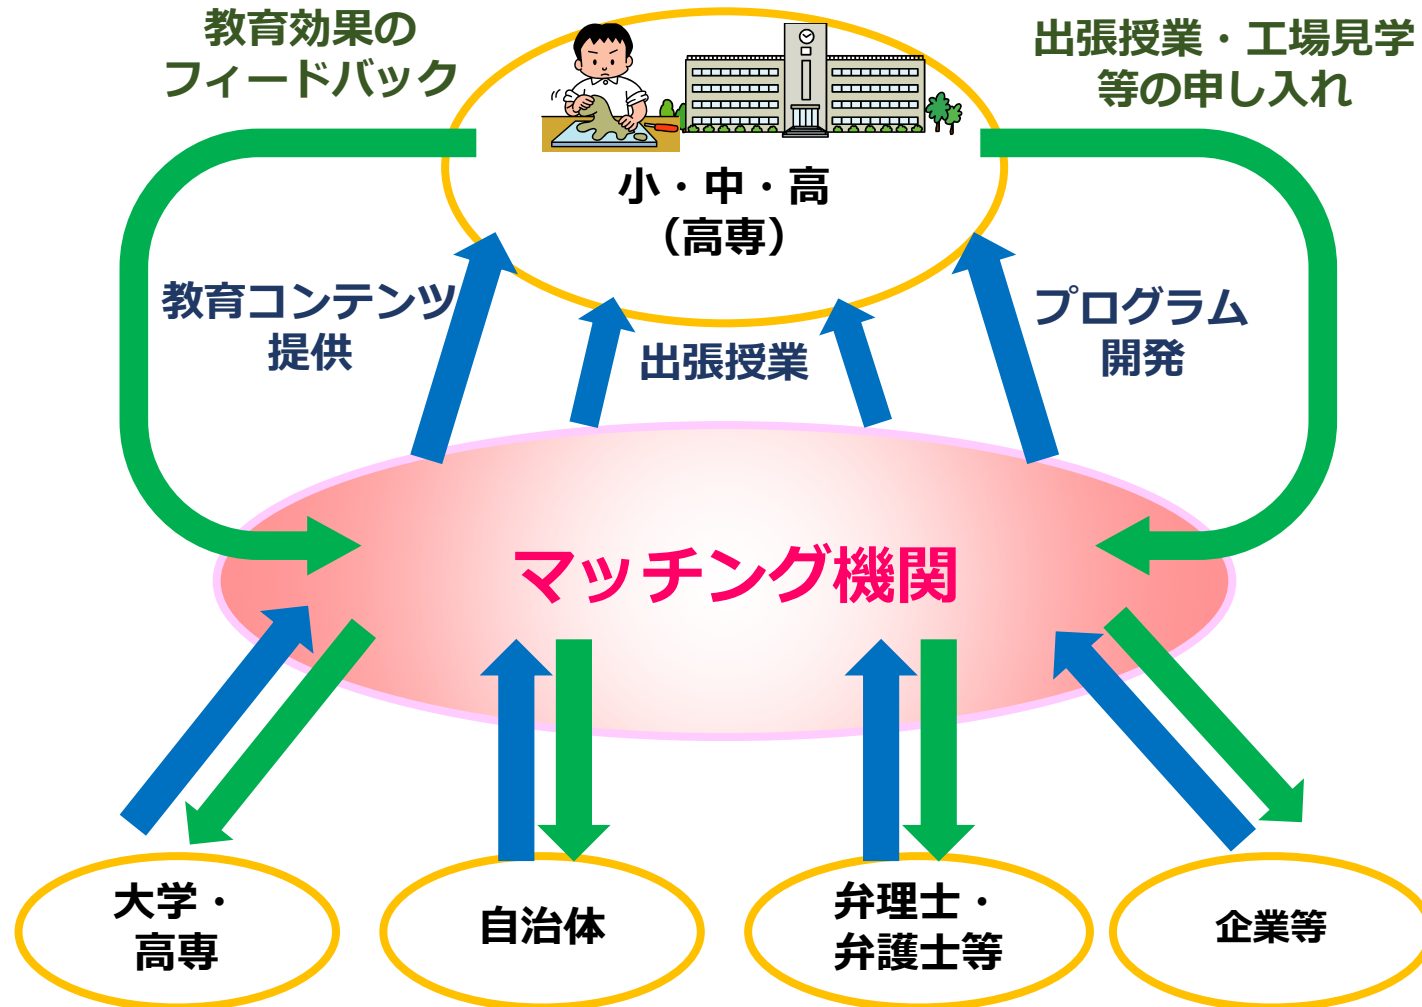 教育効果の
フィードバック
出張授業・工場見学
等の申し入れ
小・中・高
（高専）
教育コンテンツ
提供
出張授業
プログラム
開発
マッチング機関
大学・
高専
自治体
弁理士・
弁護士等
企業等